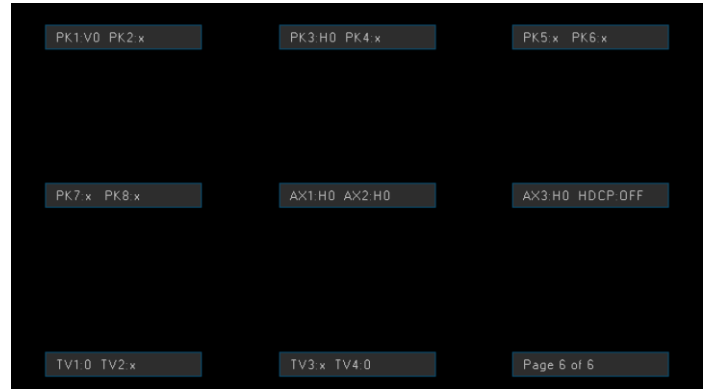 PK1:V0 PK2:x
PK3:H0 PK4:x
PK5:x PK6:x
PK7:x PK8:x
AX1:H0 AX2:H0
AX3:H0 HDCP:OFF
TV1:0 TV2:x
TV3:x TV4:0
Page 6 of 6